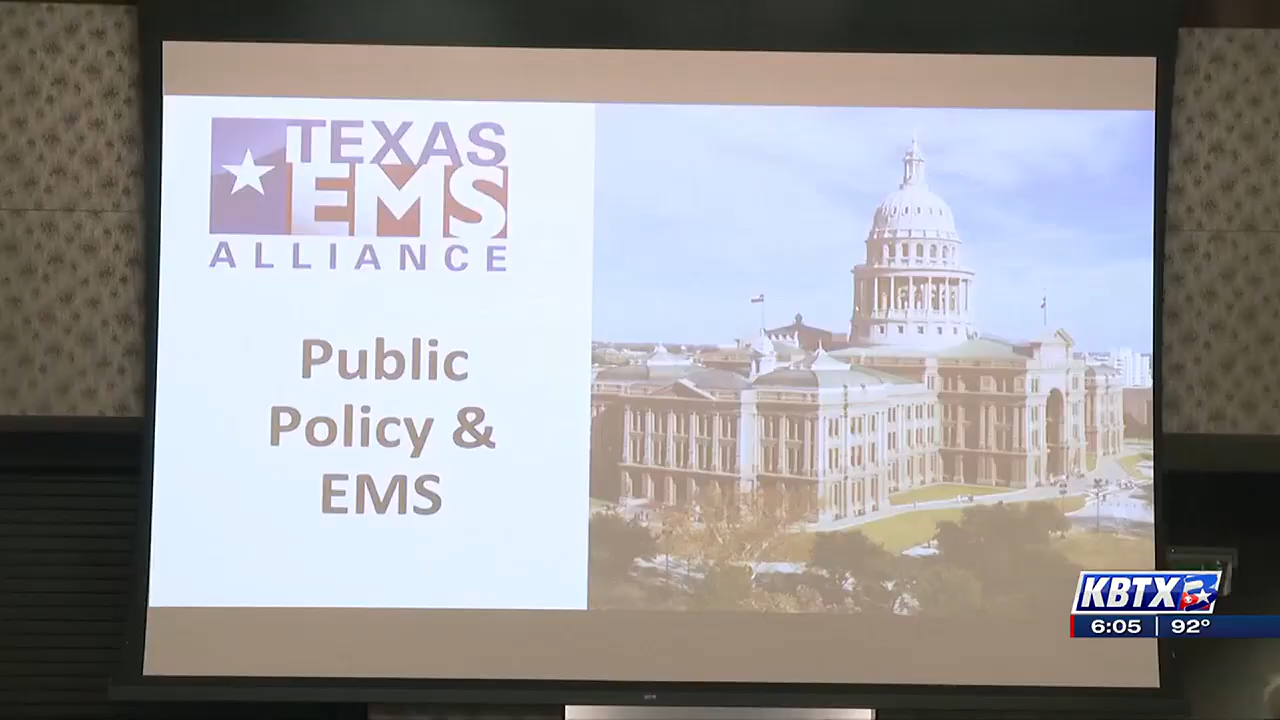 TEXAS
EMS
ALLIANCE
Public
Policy &
EMS
KBTX
6:05 | 92°